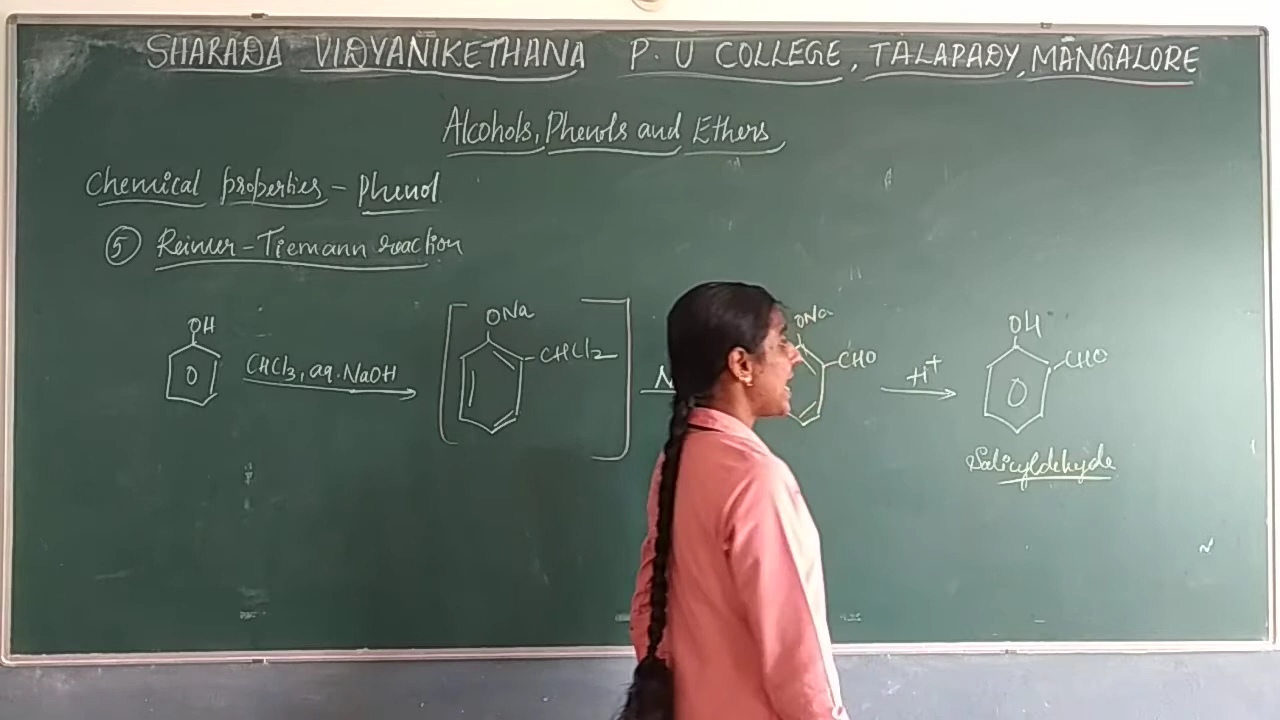 SHARADA VIDYANIKETHANA P.U COLLEGE, TALAPADY, MANGALORE
Alcohols, Phenols and Ethers
Chemical properties - Phenol
5 Reimer-Tiemann reaction
OH
CHCl3, aq. NaOH
ONa
CHCl2
ONa
CHO
H+
OH
CHO
Salicyldehyde